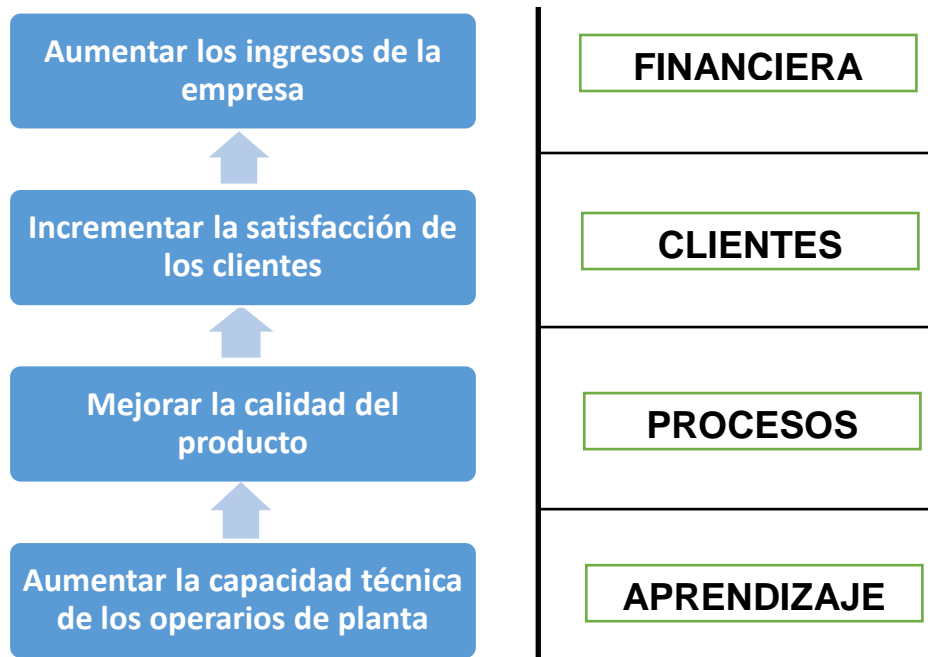 Aumentar los ingresos de la
empresa
FINANCIERA
Incrementar la satisfacción de
los clientes
CLIENTES
Mejorar la calidad del
producto
PROCESOS
Aumentar la capacidad técnica
de los operarios de planta
APRENDIZAJE